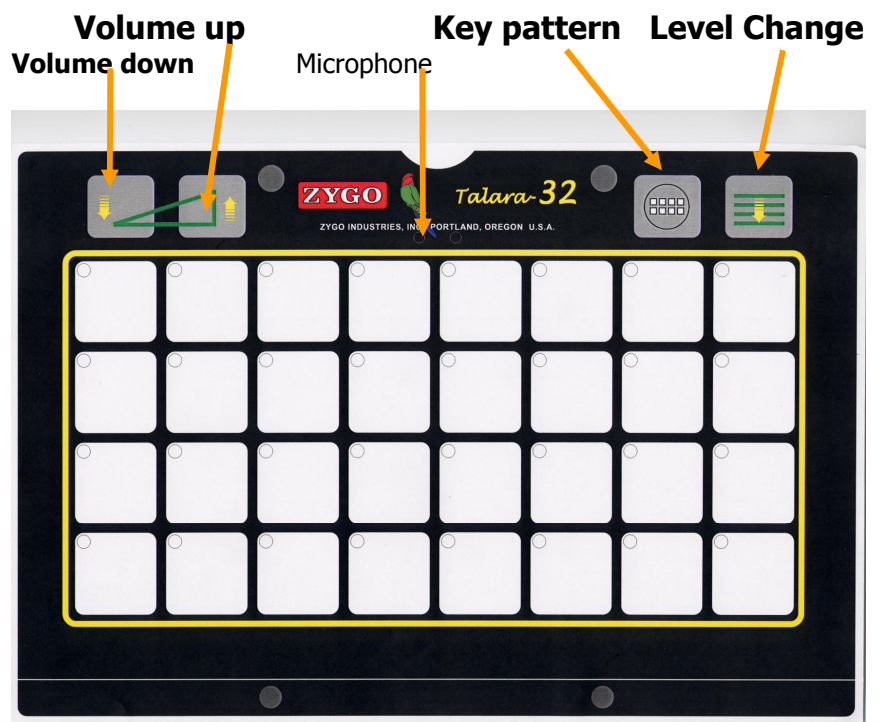 Volume up
Key pattern
Level Change
Volume down
Microphone
ZYGO
Talara-32
ZYGO INDUSTRIES, INC. PORTLAND, OREGON U.S.A.